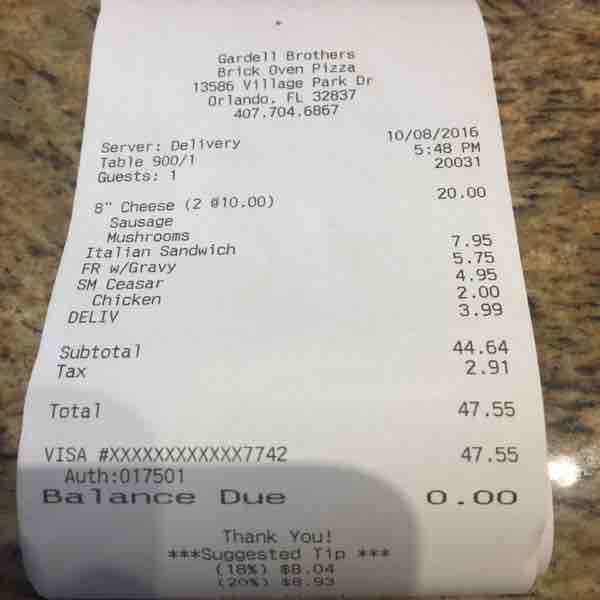 Gardell Brothers
Brick Oven Pizza
13586 Village Park Dr
Orlando, FL 32837
407.704.6867
Server: Delivery 10/08/2016
Table 900/1 5:48 PM
Guests: 1 20031
8" Cheese (2 @10.00) 20.00
Sausage
Mushrooms
Italian Sandwich 7.95
FR w/Gravy 5.75
SM Ceasar 4.95
Chicken 2.00
DELIV 3.99
Subtotal 44.64
Tax 2.91
Total 47.55
VISA #XXXXXXXXXXXX7742 47.55
Auth:017501
Balance Due 0.00
Thank You!
***Suggested Tip ***
(18%) $8.04
(20%) $8.93